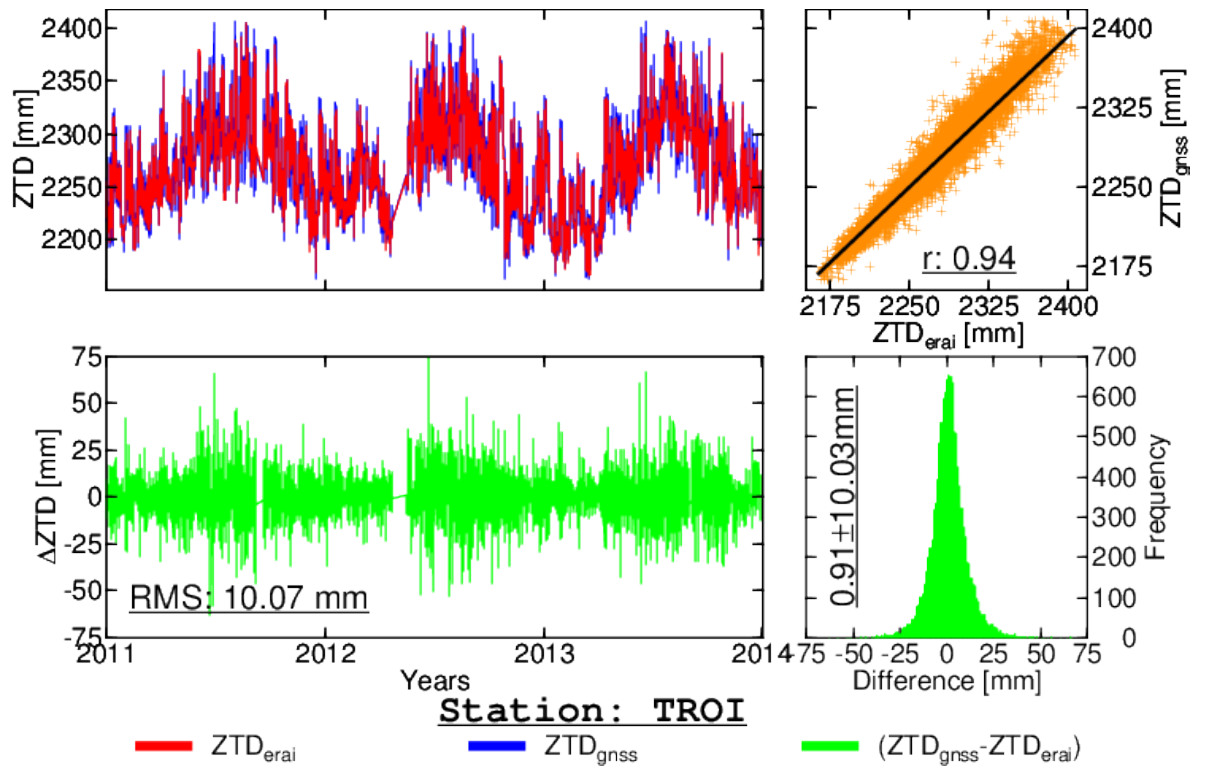 2400
2350
2300
2250
2200
ZTD [mm]
2400
2325
2250
2175
ZTDgnss [mm]
r: 0.94
2175 2250 2325 2400
ZTDerai [mm]
75
50
25
0
-25
-50
-75
ΔZTD [mm]
RMS: 10.07 mm
2011 2012 2013 2014
Years
0.91±10.03mm
700
600
500
400
300
200
100
0
Frequency
-75 -50 -25 0 25 50 75
Difference [mm]
Station: TROI
ZTDerai ZTDgnss (ZTDgnss-ZTDerai)